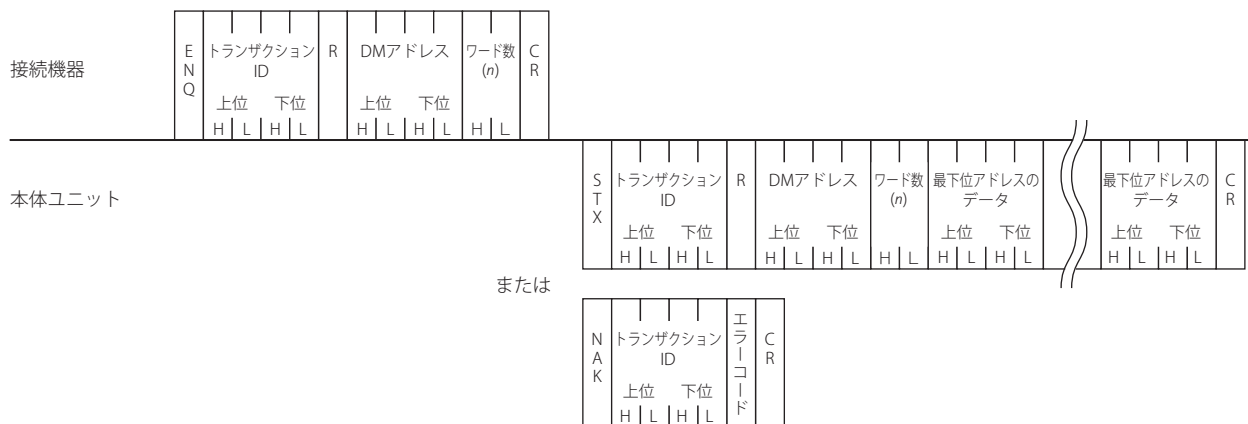 接続機器
ENQ
トランザクション
ID
上位 下位
H L H L
R
DMアドレス
上位 下位
H L H L
ワード数
(n)
H L
CR
本体ユニット
STX
トランザクション
ID
上位 下位
H L H L
R
DMアドレス
上位 下位
H L H L
ワード数
(n)
H L
最下位アドレスの
データ
上位 下位
H L H L
最下位アドレスの
データ
上位 下位
H L H L
CR
または
NAK
トランザクション
ID
上位 下位
H L H L
エラーコード
CR